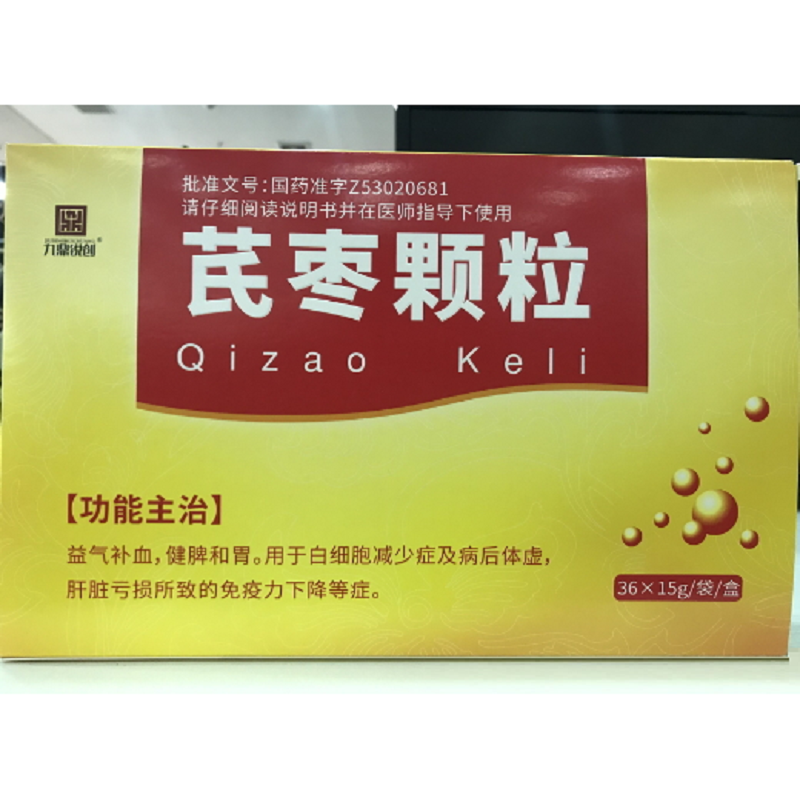 批准文号:国药准字Z53020681
请仔细阅读说明书并在医师指导下使用
九鼎锐创®
芪枣颗粒
Qizao Keli
【功能主治】
益气补血,健脾和胃。用于白细胞减少症及病后体虚,
肝脏亏损所致的免疫力下降等症。
36×15g/袋/盒